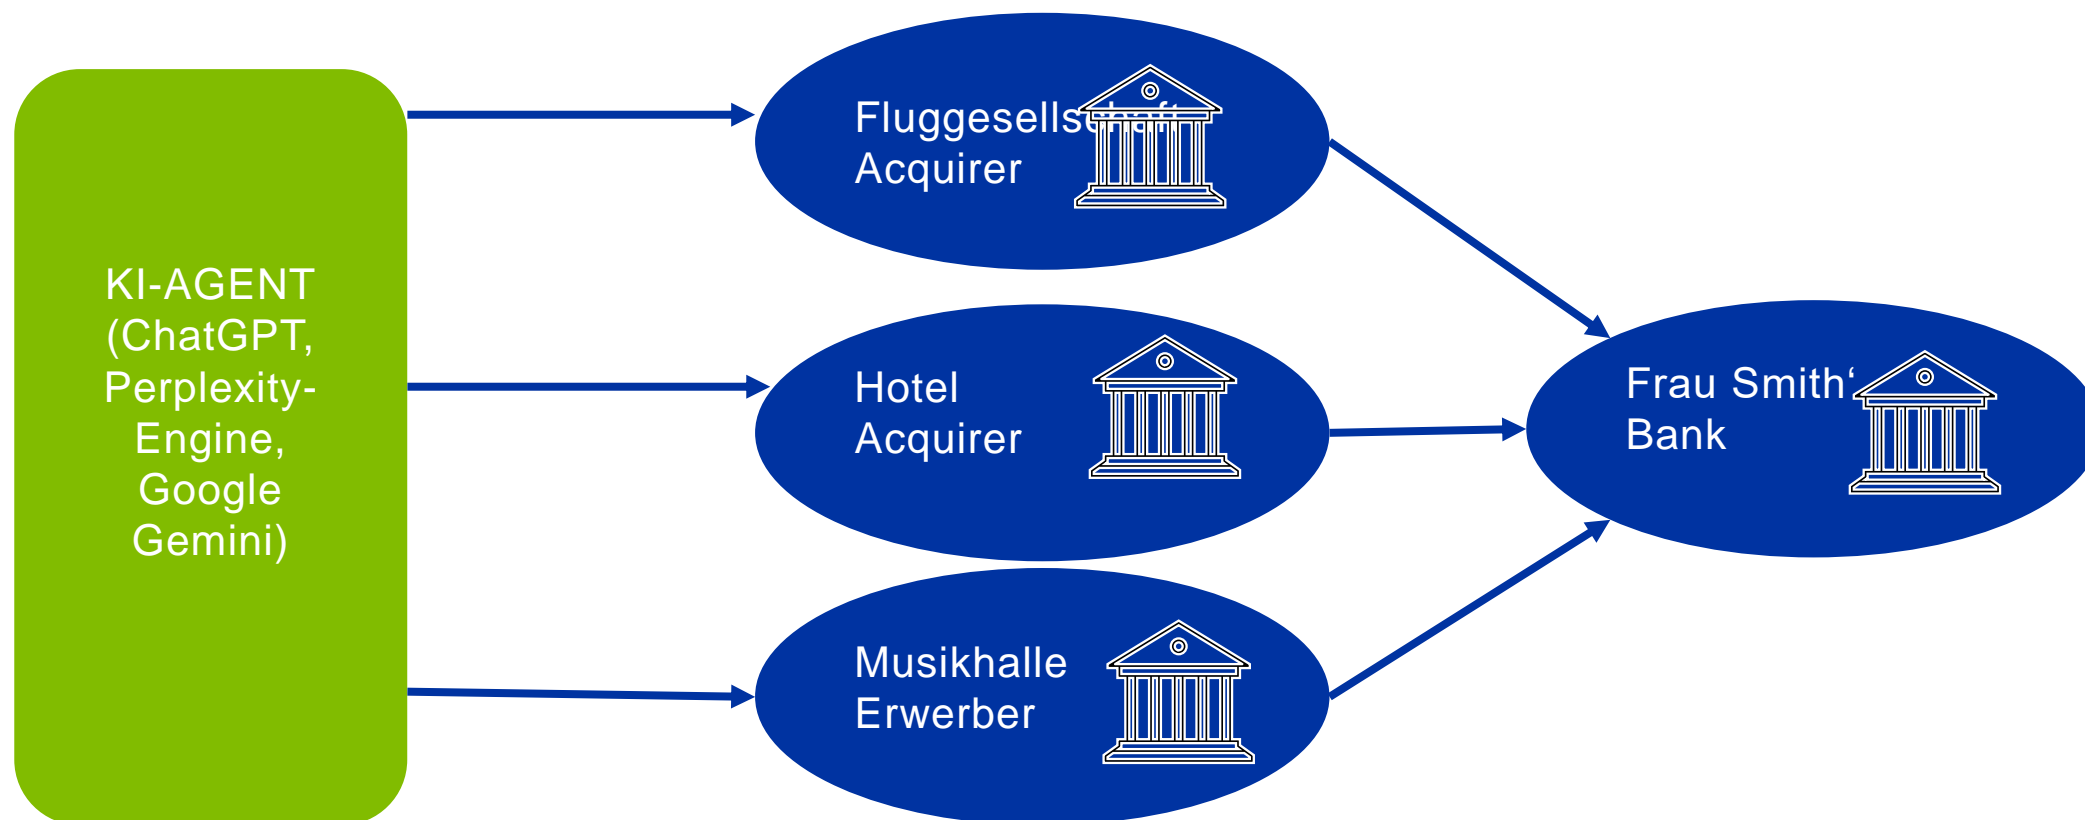 KI-AGENT
(ChatGPT,
Perplexity-
Engine,
Google
Gemini)
Fluggesellschaft
Acquirer
Hotel
Acquirer
Musikhalle
Erwerber
Frau Smith‘
Bank